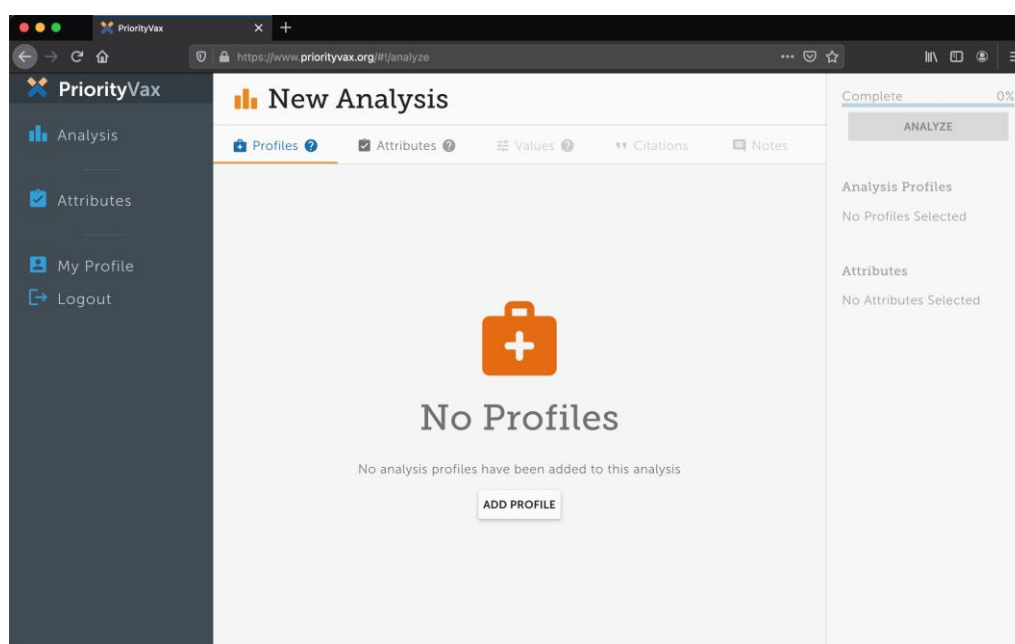 PriorityVax
https://www.priorityvax.org/#!/analyze
PriorityVax
Analysis
Attributes
My Profile
Logout
New Analysis
Profiles ?
Attributes ?
Values ?
Citations
Notes
No Profiles
No analysis profiles have been added to this analysis
ADD PROFILE
Complete 0%
ANALYZE
Analysis Profiles
No Profiles Selected
Attributes
No Attributes Selected